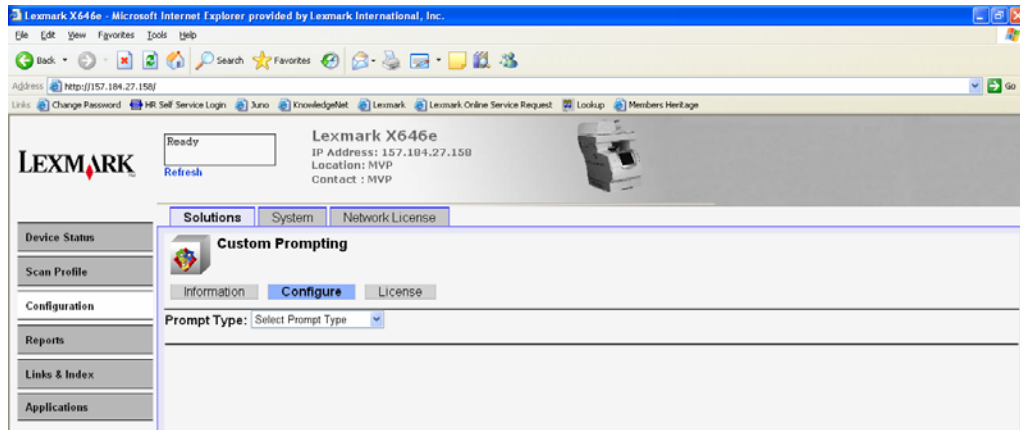 Lexmark X646e - Microsoft Internet Explorer provided by Lexmark International, Inc.
File Edit View Favorites Tools Help
Back Search Favorites
Address http://157.184.27.158/ Go
Links Change Password HR Self Service Login Juno KnowledgeNet Lexmark Lexmark Online Service Request Lookup Members Heritage
LEXMARK
Ready
Refresh
Lexmark X646e
IP Address: 157.184.27.158
Location: MVP
Contact : MVP
Solutions System Network License
Device Status
Scan Profile
Configuration
Reports
Links & Index
Applications
Custom Prompting
Information Configure License
Prompt Type: Select Prompt Type